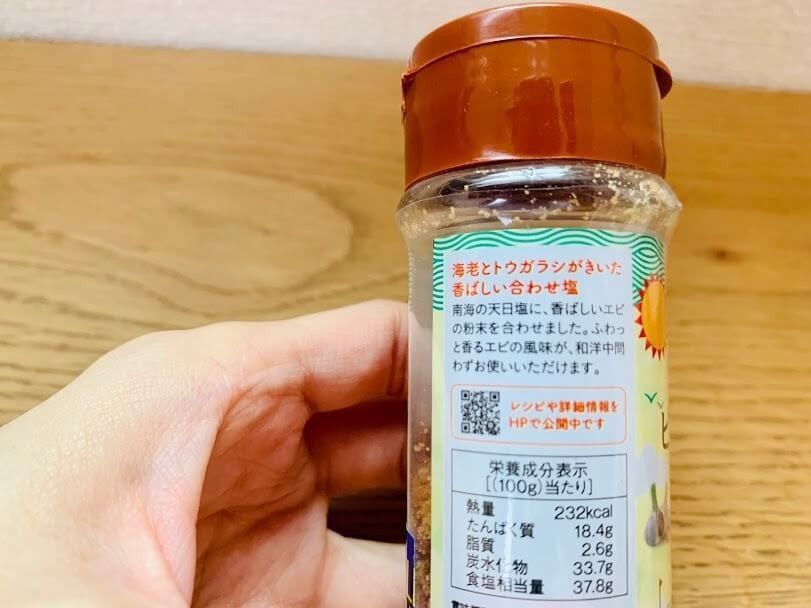 海老とトウガラシがきいた
香ばしい合わせ塩
南海の天日塩に、香ばしいエビ
の粉末を合わせました。ふわっ
と香るエビの風味が、和洋中問
わずお使いいただけます。
レシピや詳細情報を
HPで公開中です
栄養成分表示
[(100g)当たり]
熱量 232kcal
たんぱく質 18.4g
脂質 2.6g
炭水化物 33.7g
食塩相当量 37.8g